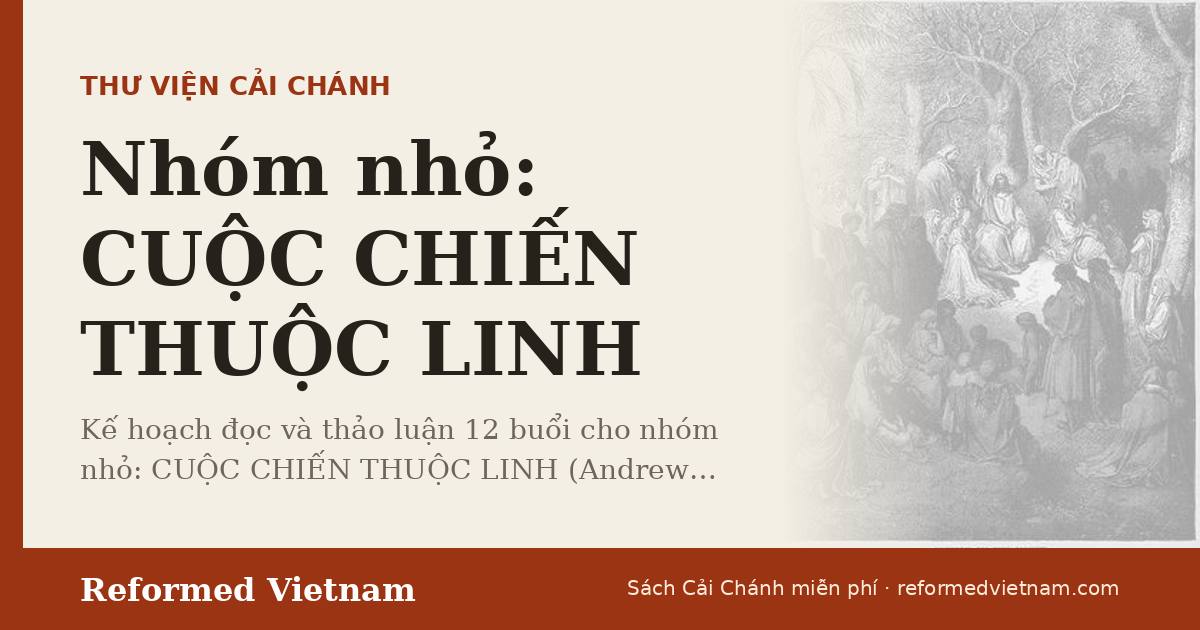 THƯ VIỆN CẢI CHÁNH
Nhóm nhỏ:
CUỘC CHIẾN
THUỘC LINH
Kế hoạch đọc và thảo luận 12 buổi cho nhóm
nhỏ: CUỘC CHIẾN THUỘC LINH (Andrew…
Reformed Vietnam
Sách Cải Chánh miễn phí · reformedvietnam.com